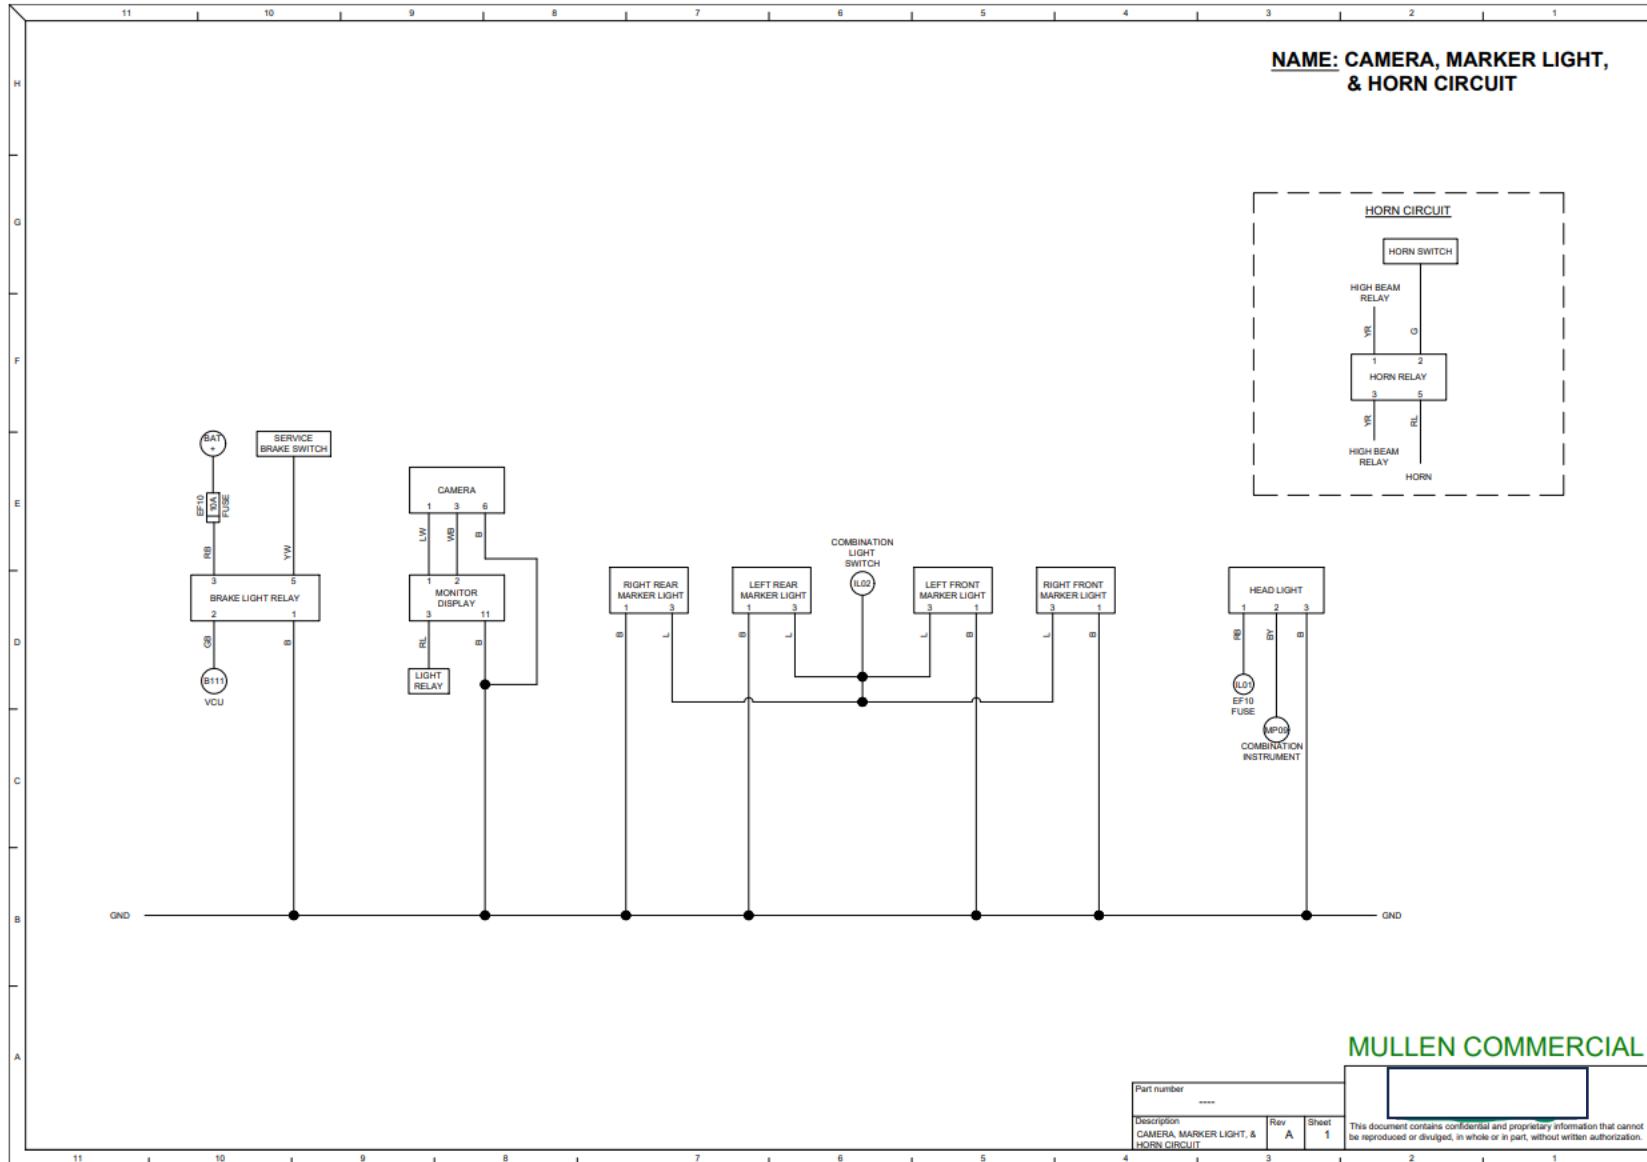 11 10 9 8 7 6 5 4 3 2 1
NAME: CAMERA, MARKER LIGHT,
& HORN CIRCUIT
H
G
F
E
D
C
B
A
HORN CIRCUIT
HORN SWITCH
HIGH BEAM
RELAY
YR
G
1 2
HORN RELAY
3 5
YR
RL
HIGH BEAM
RELAY
HORN
BAT
+
EF10
10A
FUSE
RB
SERVICE
BRAKE SWITCH
YW
3 5
BRAKE LIGHT RELAY
2 1
GB
B
B111
VCU
CAMERA
1 3 6
LW
WB
B
1 2
MONITOR
DISPLAY
3 11
RL
B
LIGHT
RELAY
RIGHT REAR
MARKER LIGHT
1 3
B
L
LEFT REAR
MARKER LIGHT
1 3
B
L
COMBINATION
LIGHT
SWITCH
IL02
LEFT FRONT
MARKER LIGHT
3 1
L
B
RIGHT FRONT
MARKER LIGHT
3 1
L
B
HEAD LIGHT
1 2 3
RB
BY
B
IL01
EF10
FUSE
MP09
COMBINATION
INSTRUMENT
GND
GND
MULLEN COMMERCIAL
Part number
----
Description
CAMERA, MARKER LIGHT, &
HORN CIRCUIT
Rev
A
Sheet
1
This document contains confidential and proprietary information that cannot
be reproduced or divulged, in whole or in part, without written authorization.
11 10 9 8 7 6 5 4 3 2 1